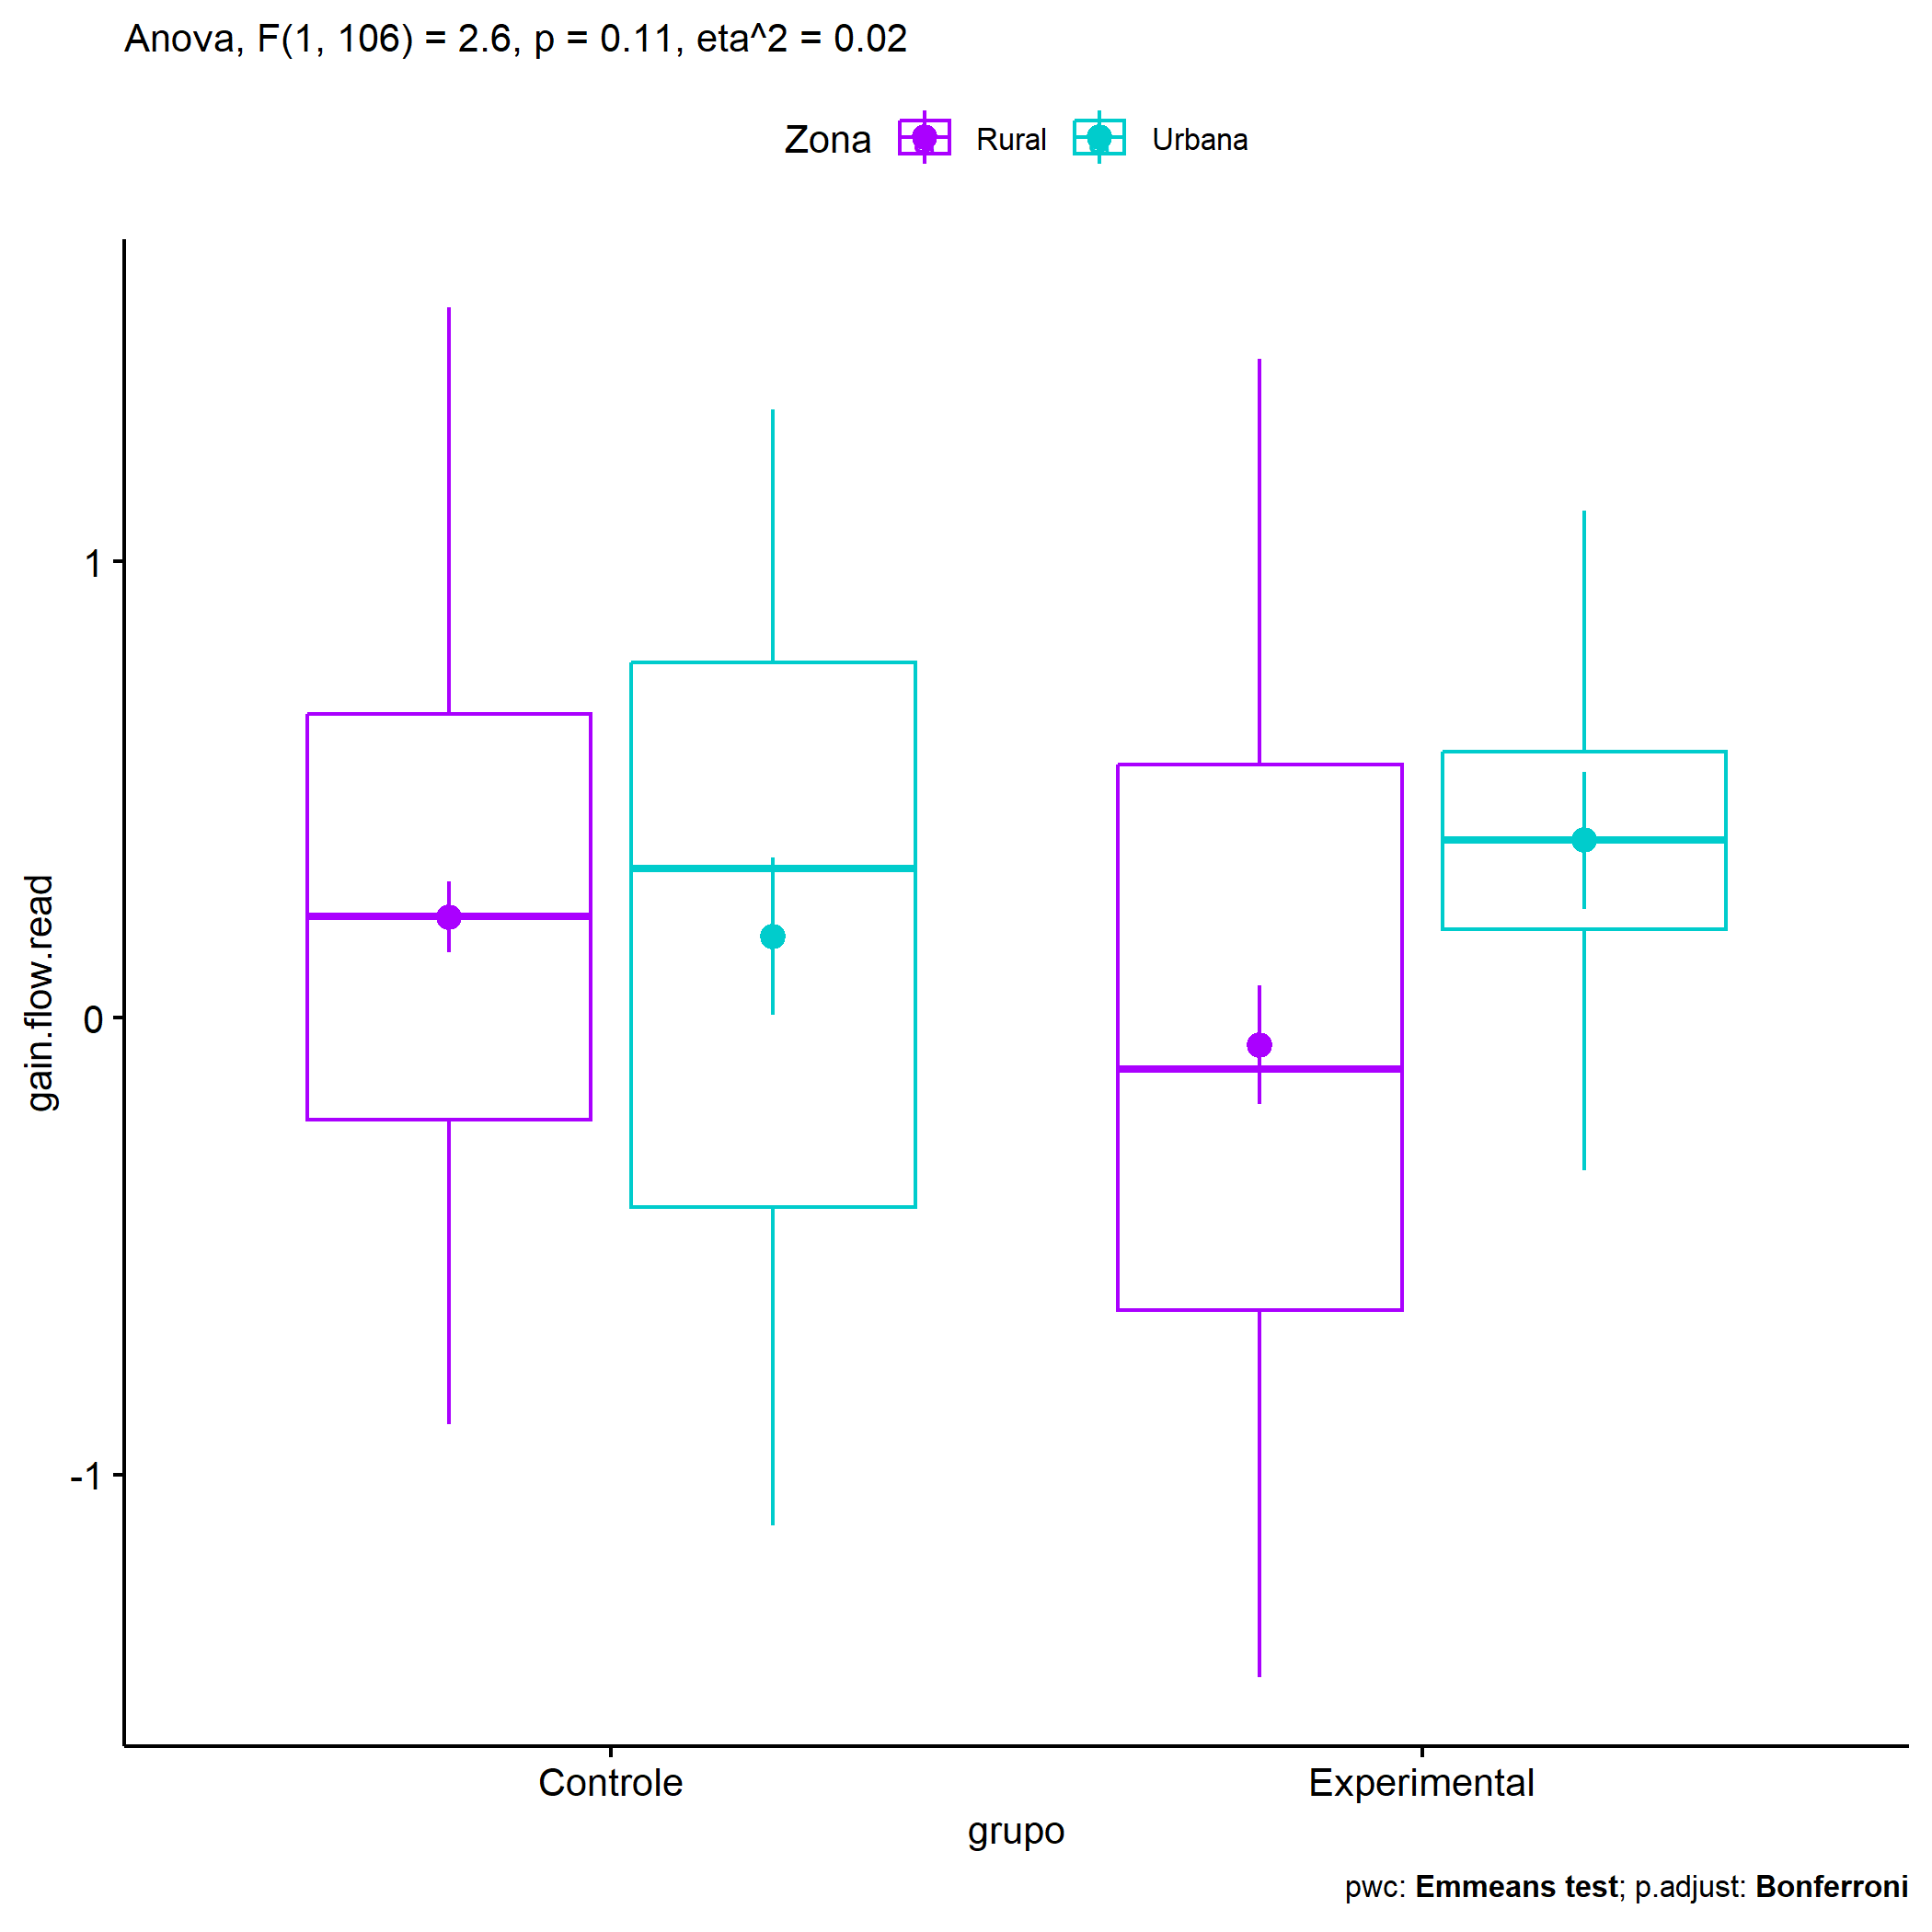 Anova, F(1, 106) = 2.6, p = 0.11, eta^2 = 0.02
Zona Rural Urbana
gain.flow.read
1
0
-1
Controle Experimental
grupo
pwc: Emmeans test; p.adjust: Bonferroni